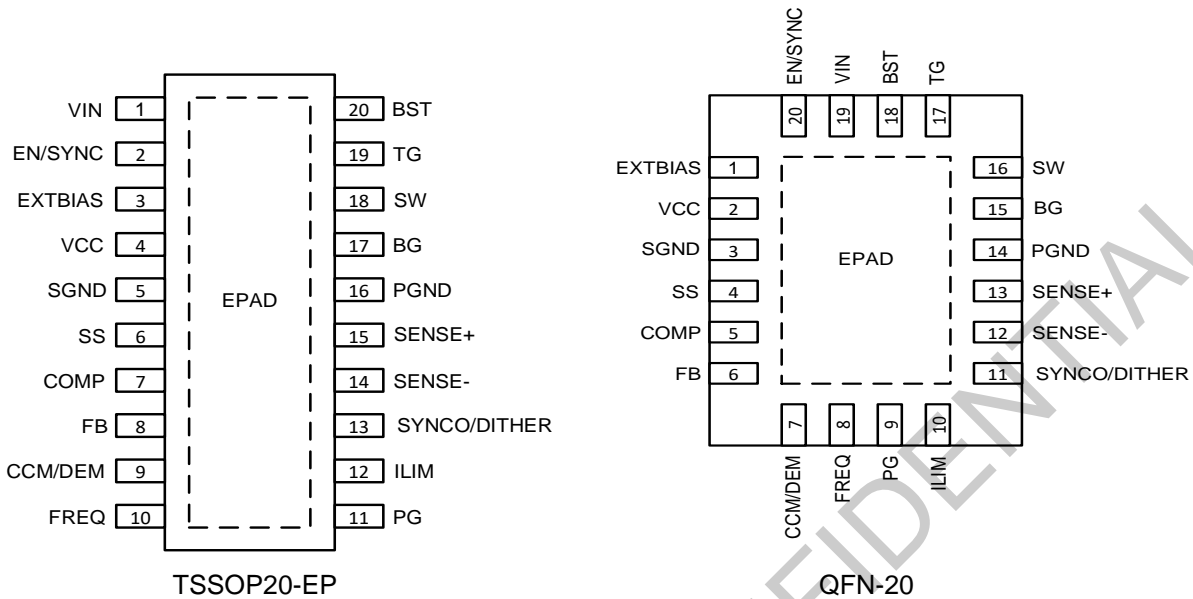 VIN 1 20 BST
EN/SYNC 2 19 TG
EXTBIAS 3 18 SW
VCC 4 17 BG
SGND 5 16 PGND
SS 6 15 SENSE+
COMP 7 14 SENSE-
FB 8 13 SYNCO/DITHER
CCM/DEM 9 12 ILIM
FREQ 10 11 PG
EPAD
TSSOP20-EP
EN/SYNC VIN BST TG
20 19 18 17
EXTBIAS 1 16 SW
VCC 2 15 BG
SGND 3 14 PGND
SS 4 13 SENSE+
COMP 5 12 SENSE-
FB 6 11 SYNCO/DITHER
EPAD
7 8 9 10
CCM/DEM FREQ PG ILIM
QFN-20
FIDENTIAL